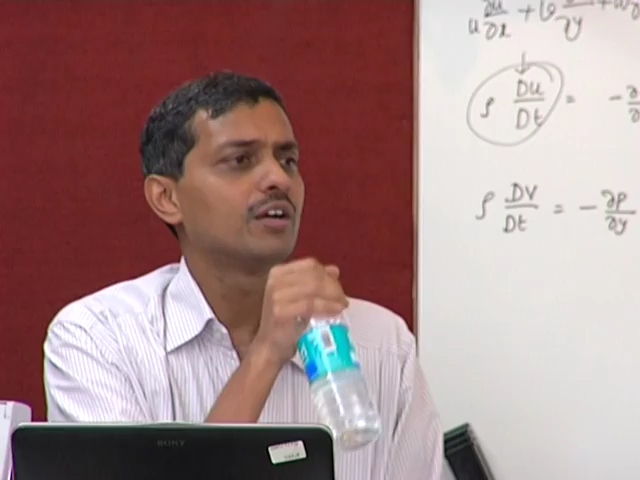 u ∂u/∂x + v ∂/∂y + w
ρ Du/Dt = - ∂
ρ DV/Dt = - ∂p/∂y
SONY